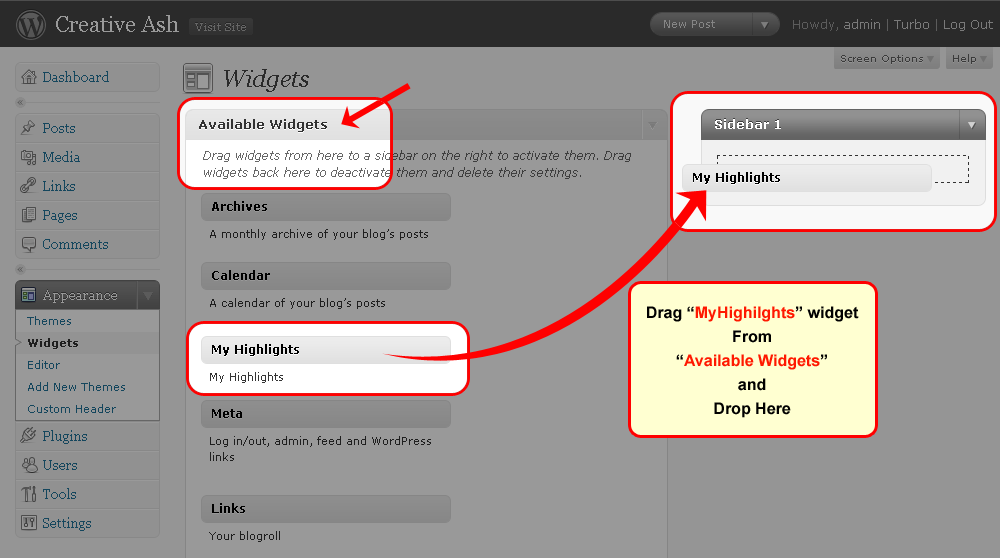 Creative Ash
Visit Site
New Post
Howdy, admin | Turbo | Log Out
Screen Options
Help
Dashboard
Posts
Media
Links
Pages
Comments
Appearance
Themes
Widgets
Editor
Add New Themes
Custom Header
Plugins
Users
Tools
Settings
Widgets
Available Widgets
Drag widgets from here to a sidebar on the right to activate them. Drag
widgets back here to deactivate them and delete their settings.
Archives
A monthly archive of your blog's posts
Calendar
A calendar of your blog's posts
My Highlights
My Highlights
Meta
Log in/out, admin, feed and WordPress
links
Links
Your blogroll
Sidebar 1
My Highlights
Drag “MyHighilghts” widget
From
“Available Widgets”
and
Drop Here